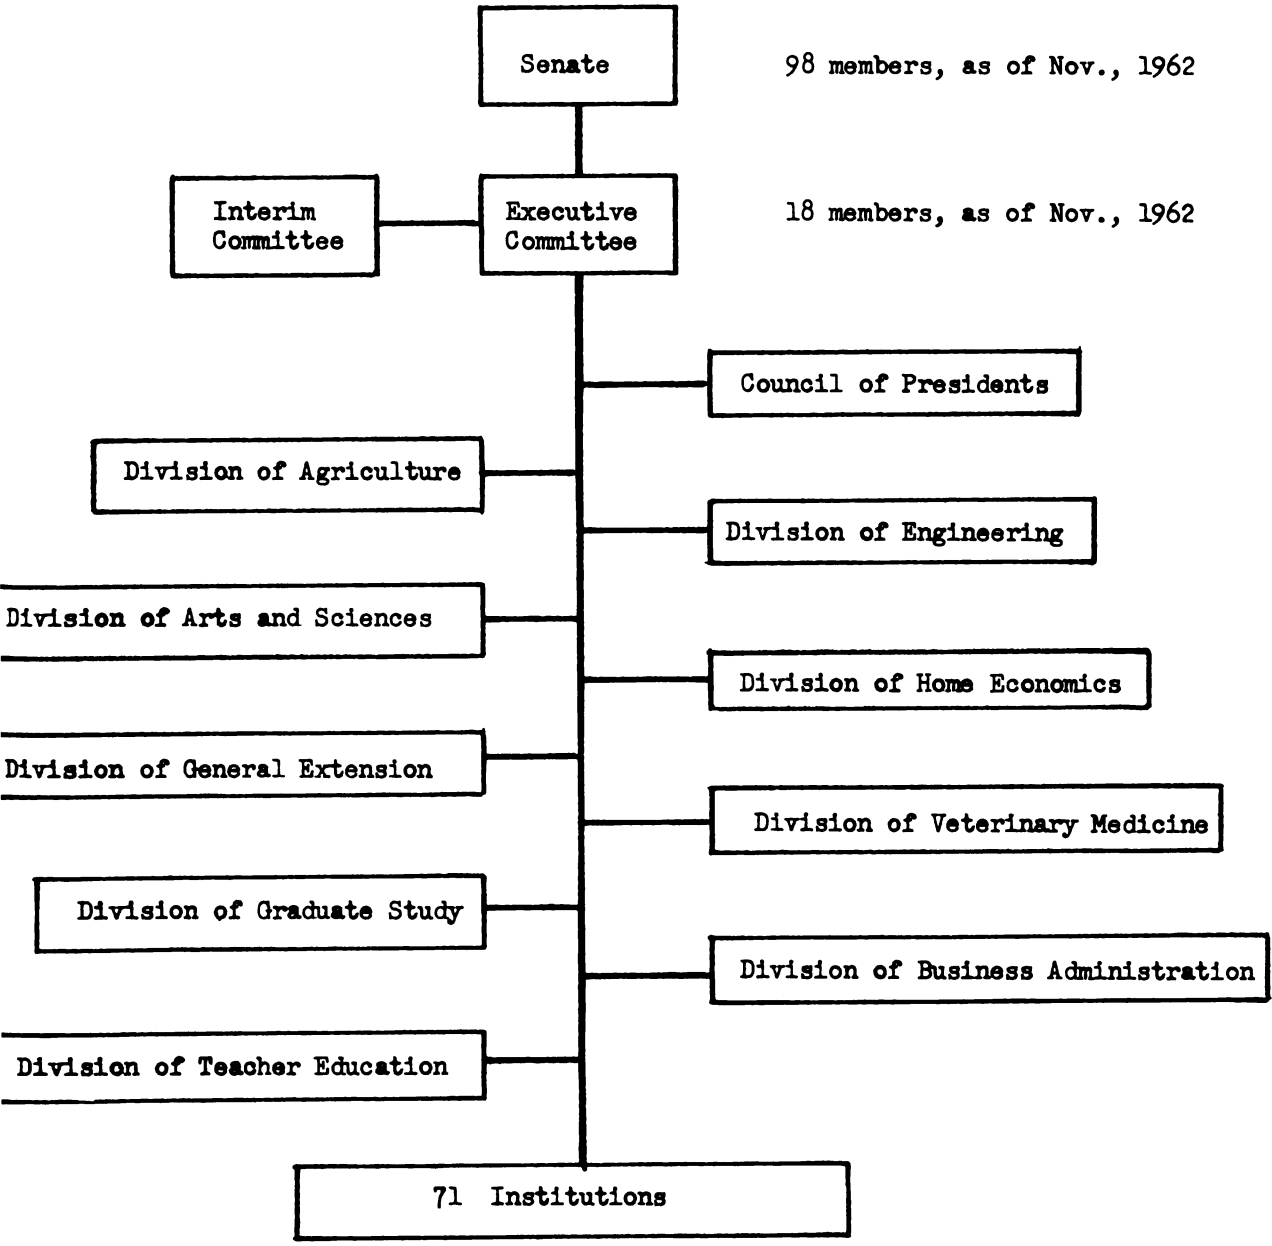 Senate
98 members, as of Nov., 1962
Interim
Committee
Executive
Committee
18 members, as of Nov., 1962
Council of Presidents
Division of Agriculture
Division of Engineering
Division of Arts and Sciences
Division of Home Economics
Division of General Extension
Division of Veterinary Medicine
Division of Graduate Study
Division of Business Administration
Division of Teacher Education
71 Institutions